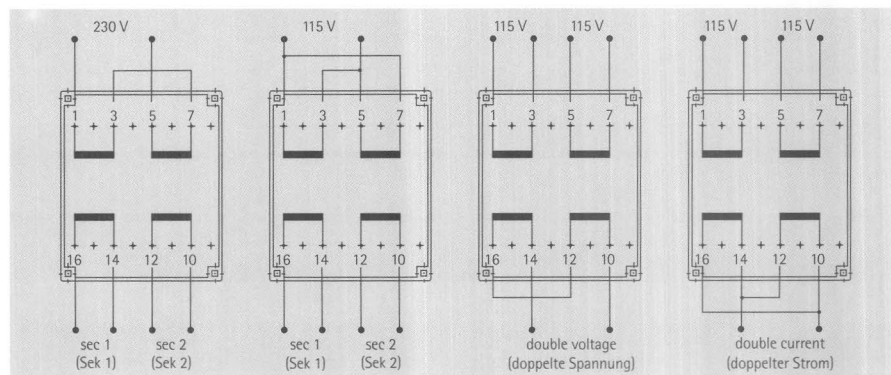 230 V 115 V 115 V 115 V 115 V 115 V
1 3 5 7 1 3 5 7 1 3 5 7 1 3 5 7
16 14 12 10 16 14 12 10 16 14 12 10 16 14 12 10
sec 1 sec 2 sec 1 sec 2 double voltage double current
(Sek 1) (Sek 2) (Sek 1) (Sek 2) (doppelte Spannung) (doppelter Strom)